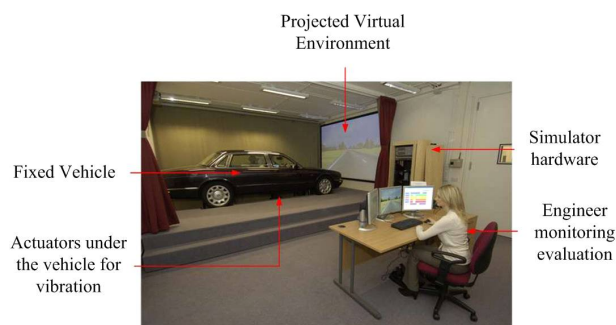 Projected Virtual
Environment
Fixed Vehicle
Simulator
hardware
Actuators under
the vehicle for
vibration
Engineer
monitoring
evaluation